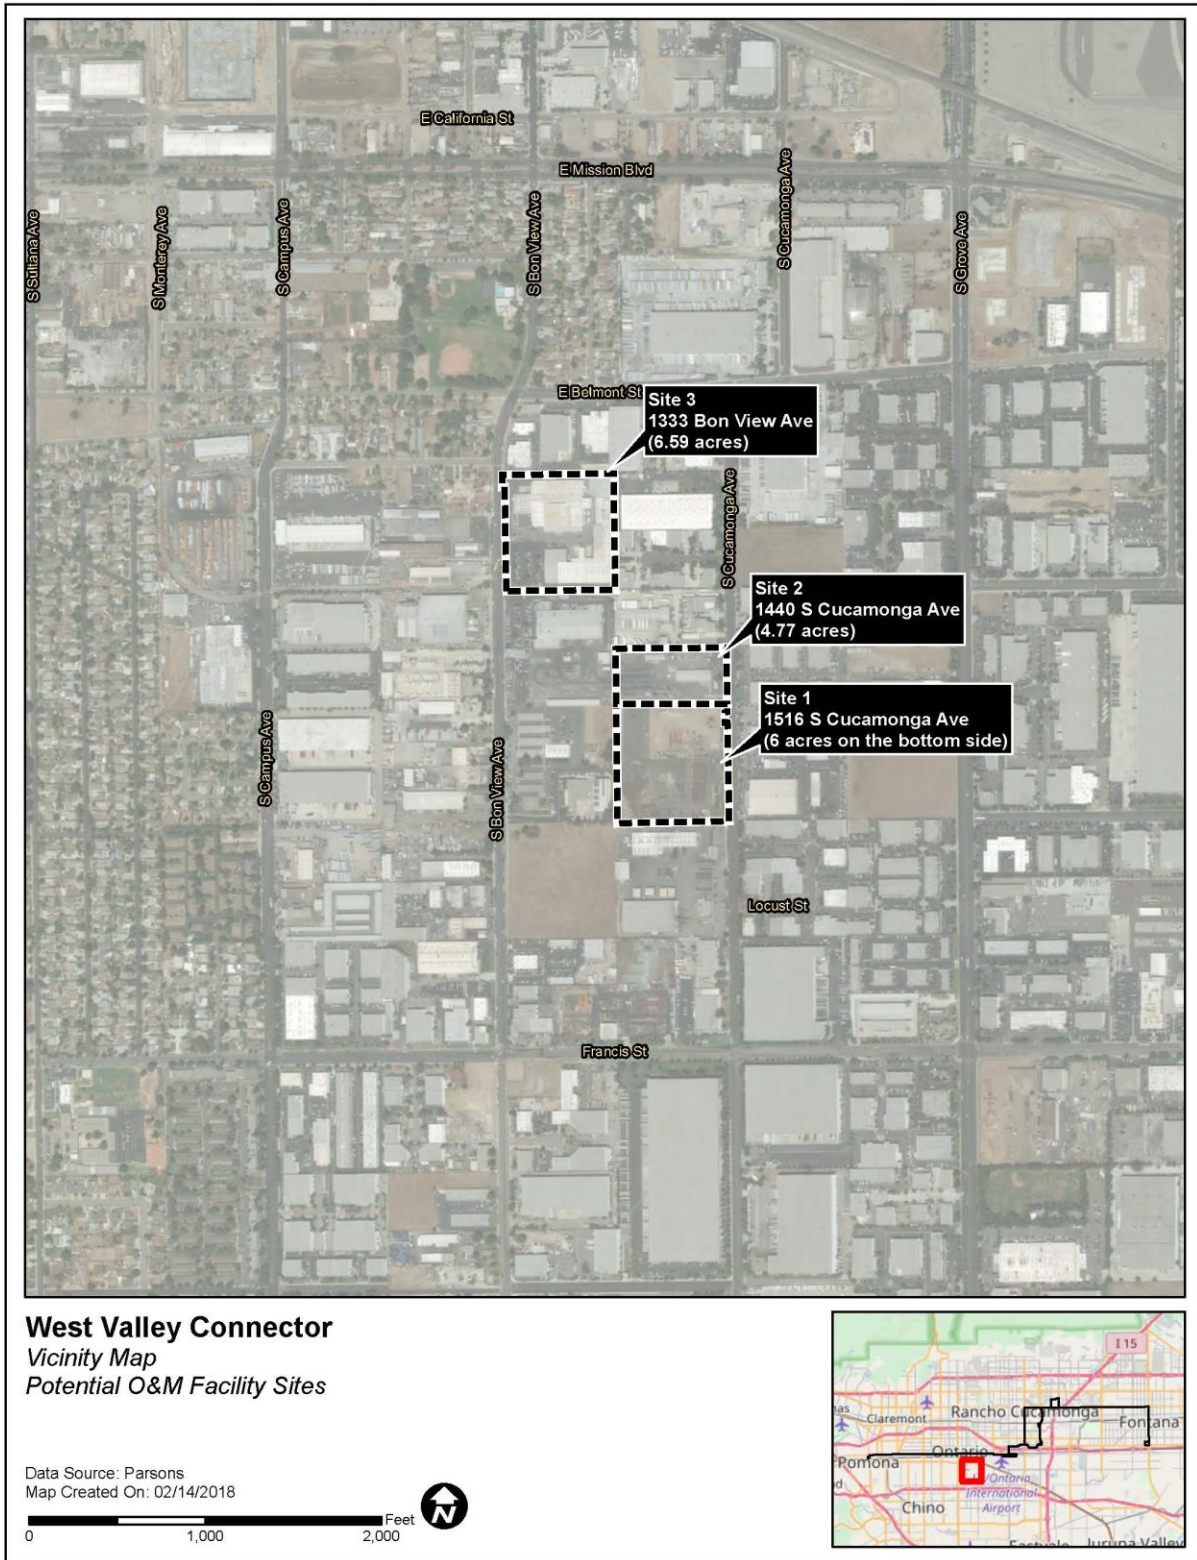 E California St
E Mission Blvd
S Sultana Ave
S Monterey Ave
S Campus Ave
S Bon View Ave
S Cucamonga Ave
S Grove Ave
E Belmont St
Site 3
1333 Bon View Ave
(6.59 acres)
S Cucamonga Ave
Site 2
1440 S Cucamonga Ave
(4.77 acres)
Site 1
1516 S Cucamonga Ave
(6 acres on the bottom side)
S Campus Ave
S Bon View Ave
Locust St
Francis St
West Valley Connector
Vicinity Map
Potential O&M Facility Sites
Data Source: Parsons
Map Created On: 02/14/2018
Feet
0 1,000 2,000
N
I 15
Claremont
Rancho Cucamonga
Fontana
Ontario
Pomona
/Ontario
International
Airport
Chino
Jurupa Valley